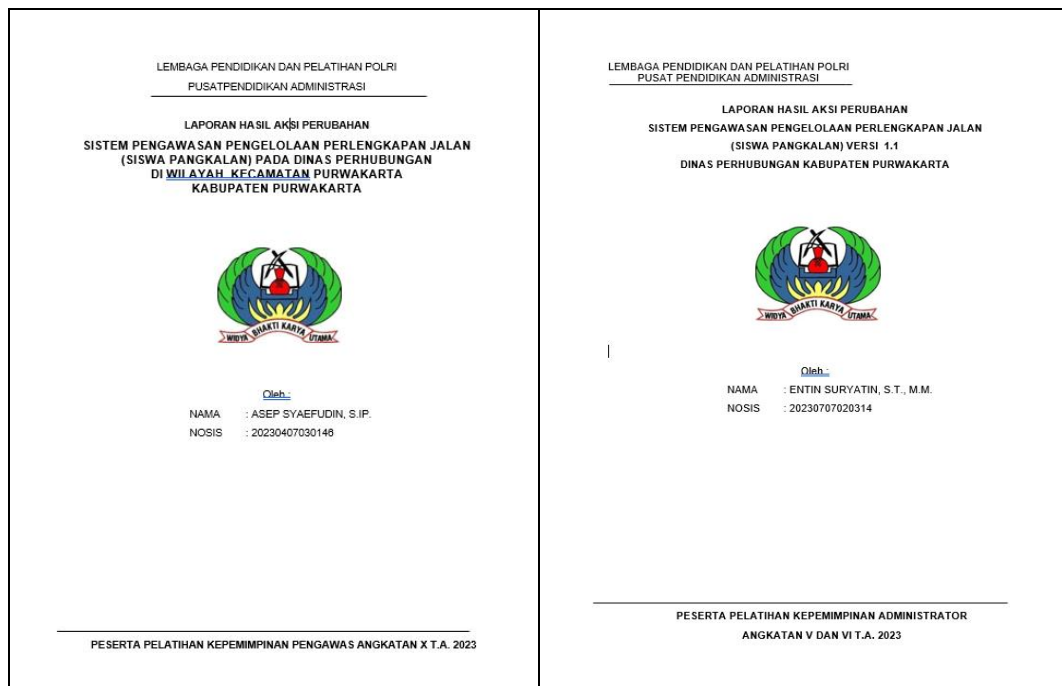 LEMBAGA PENDIDIKAN DAN PELATIHAN POLRI
PUSATPENDIDIKAN ADMINISTRASI
LAPORAN HASIL AKSI PERUBAHAN
SISTEM PENGAWASAN PENGELOLAAN PERLENGKAPAN JALAN
(SISWA PANGKALAN) PADA DINAS PERHUBUNGAN
DI WILAYAH KECAMATAN PURWAKARTA
KABUPATEN PURWAKARTA
WIDYA BHAKTI KARYA UTAMA
Oleh :
NAMA : ASEP SYAEFUDIN, S.IP.
NOSIS : 20230407030146
PESERTA PELATIHAN KEPEMIMPINAN PENGAWAS ANGKATAN X T.A. 2023
LEMBAGA PENDIDIKAN DAN PELATIHAN POLRI
PUSAT PENDIDIKAN ADMINISTRASI
LAPORAN HASIL AKSI PERUBAHAN
SISTEM PENGAWASAN PENGELOLAAN PERLENGKAPAN JALAN
(SISWA PANGKALAN) VERSI 1.1
DINAS PERHUBUNGAN KABUPATEN PURWAKARTA
WIDYA BHAKTI KARYA UTAMA
Oleh :
NAMA : ENTIN SURYATIN, S.T., M.M.
NOSIS : 20230707020314
PESERTA PELATIHAN KEPEMIMPINAN ADMINISTRATOR
ANGKATAN V DAN VI T.A. 2023